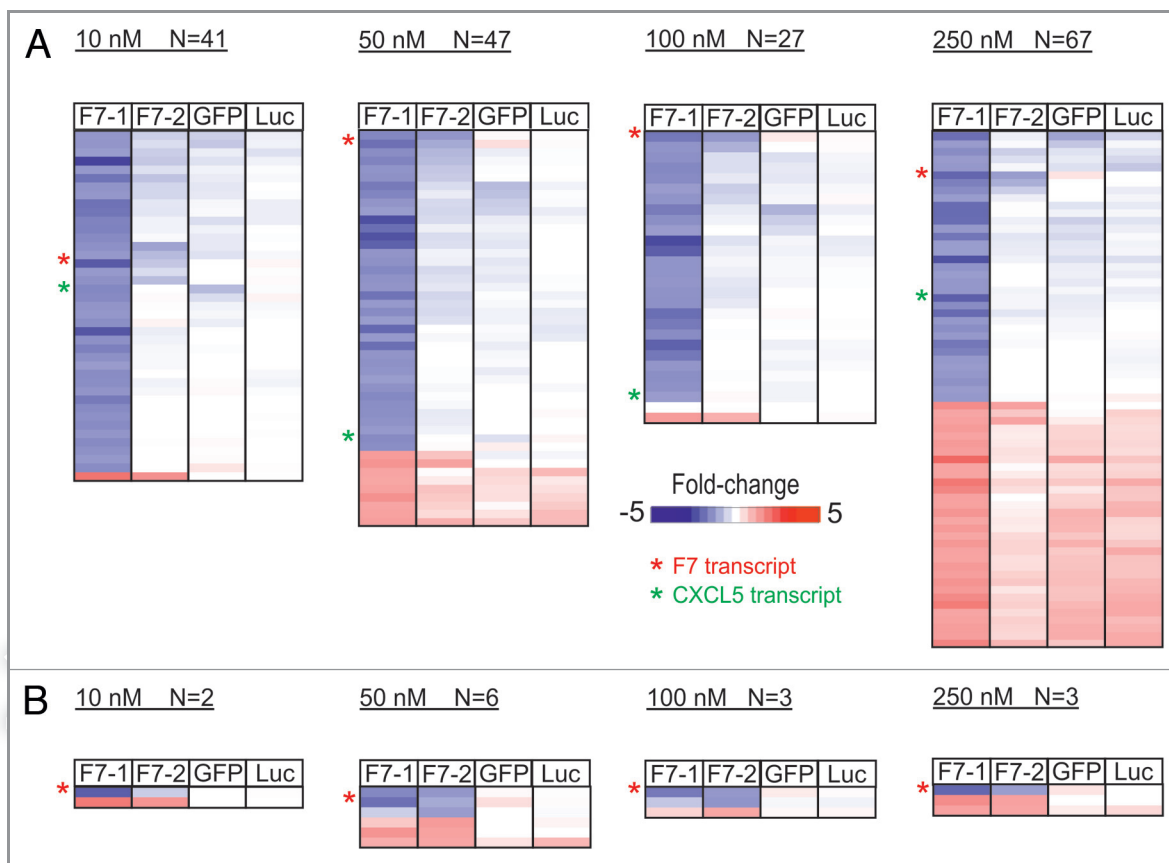 A
10 nM N=41
50 nM N=47
100 nM N=27
250 nM N=67
F7-1 F7-2 GFP Luc
F7-1 F7-2 GFP Luc
F7-1 F7-2 GFP Luc
F7-1 F7-2 GFP Luc
*
*
*
*
*
*
*
*
Fold-change
-5 5
* F7 transcript
* CXCL5 transcript
B
10 nM N=2
50 nM N=6
100 nM N=3
250 nM N=3
F7-1 F7-2 GFP Luc
F7-1 F7-2 GFP Luc
F7-1 F7-2 GFP Luc
F7-1 F7-2 GFP Luc
*
*
*
*